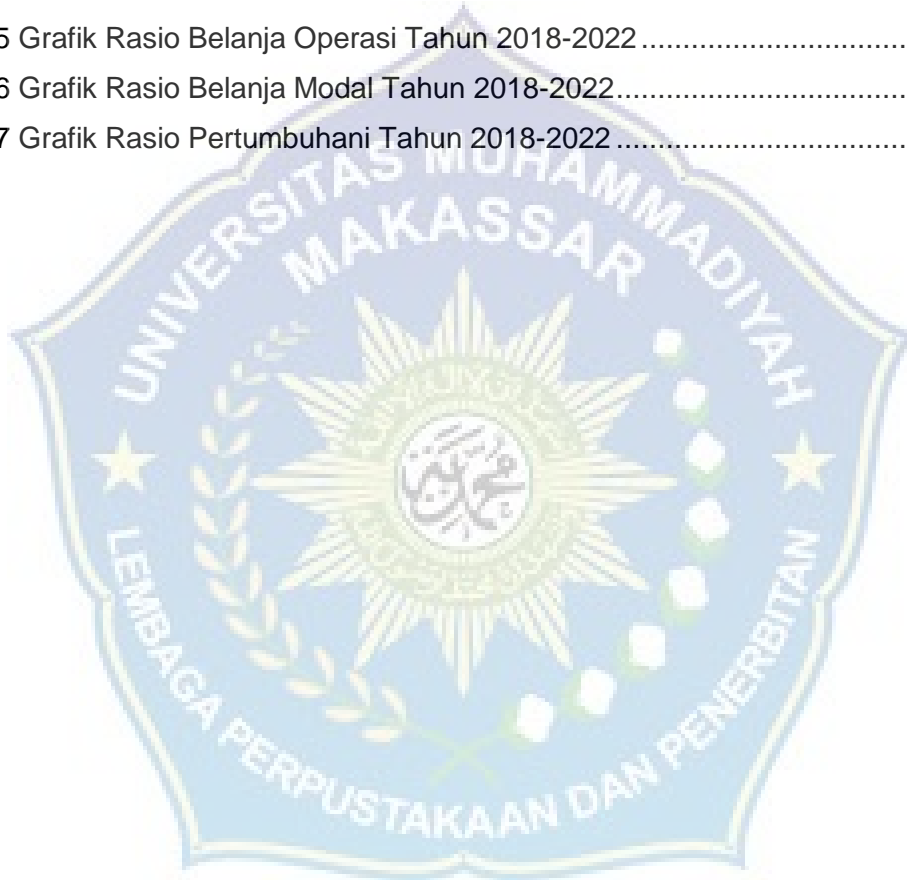 5 Grafik Rasio Belanja Operasi Tahun 2018-2022 ..................................
6 Grafik Rasio Belanja Modal Tahun 2018-2022.....................................
7 Grafik Rasio Pertumbuhani Tahun 2018-2022 .....................................
UNIVERSITAS MUHAMMADIYAH
MAKASSAR
محمدية
LEMBAGA PERPUSTAKAAN DAN PENERBITAN